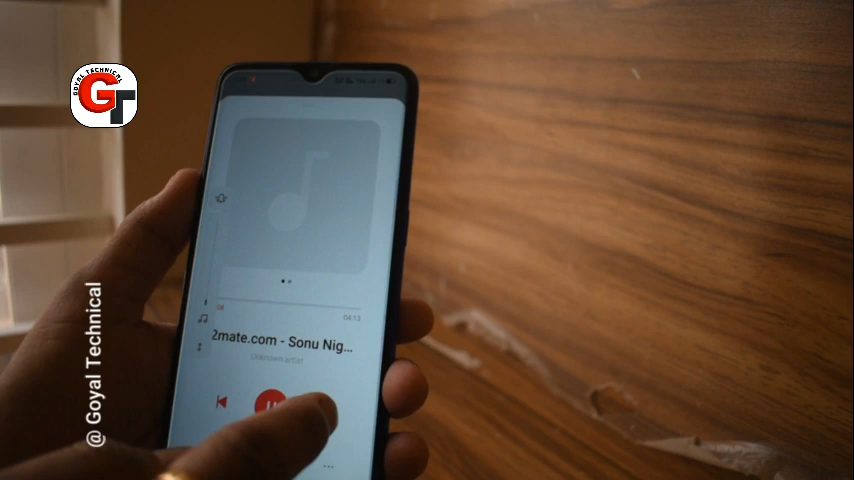 GOYAL TECHNICAL
GT
04:13
2mate.com - Sonu Nig...
Unknown artist
@ Goyal Technical